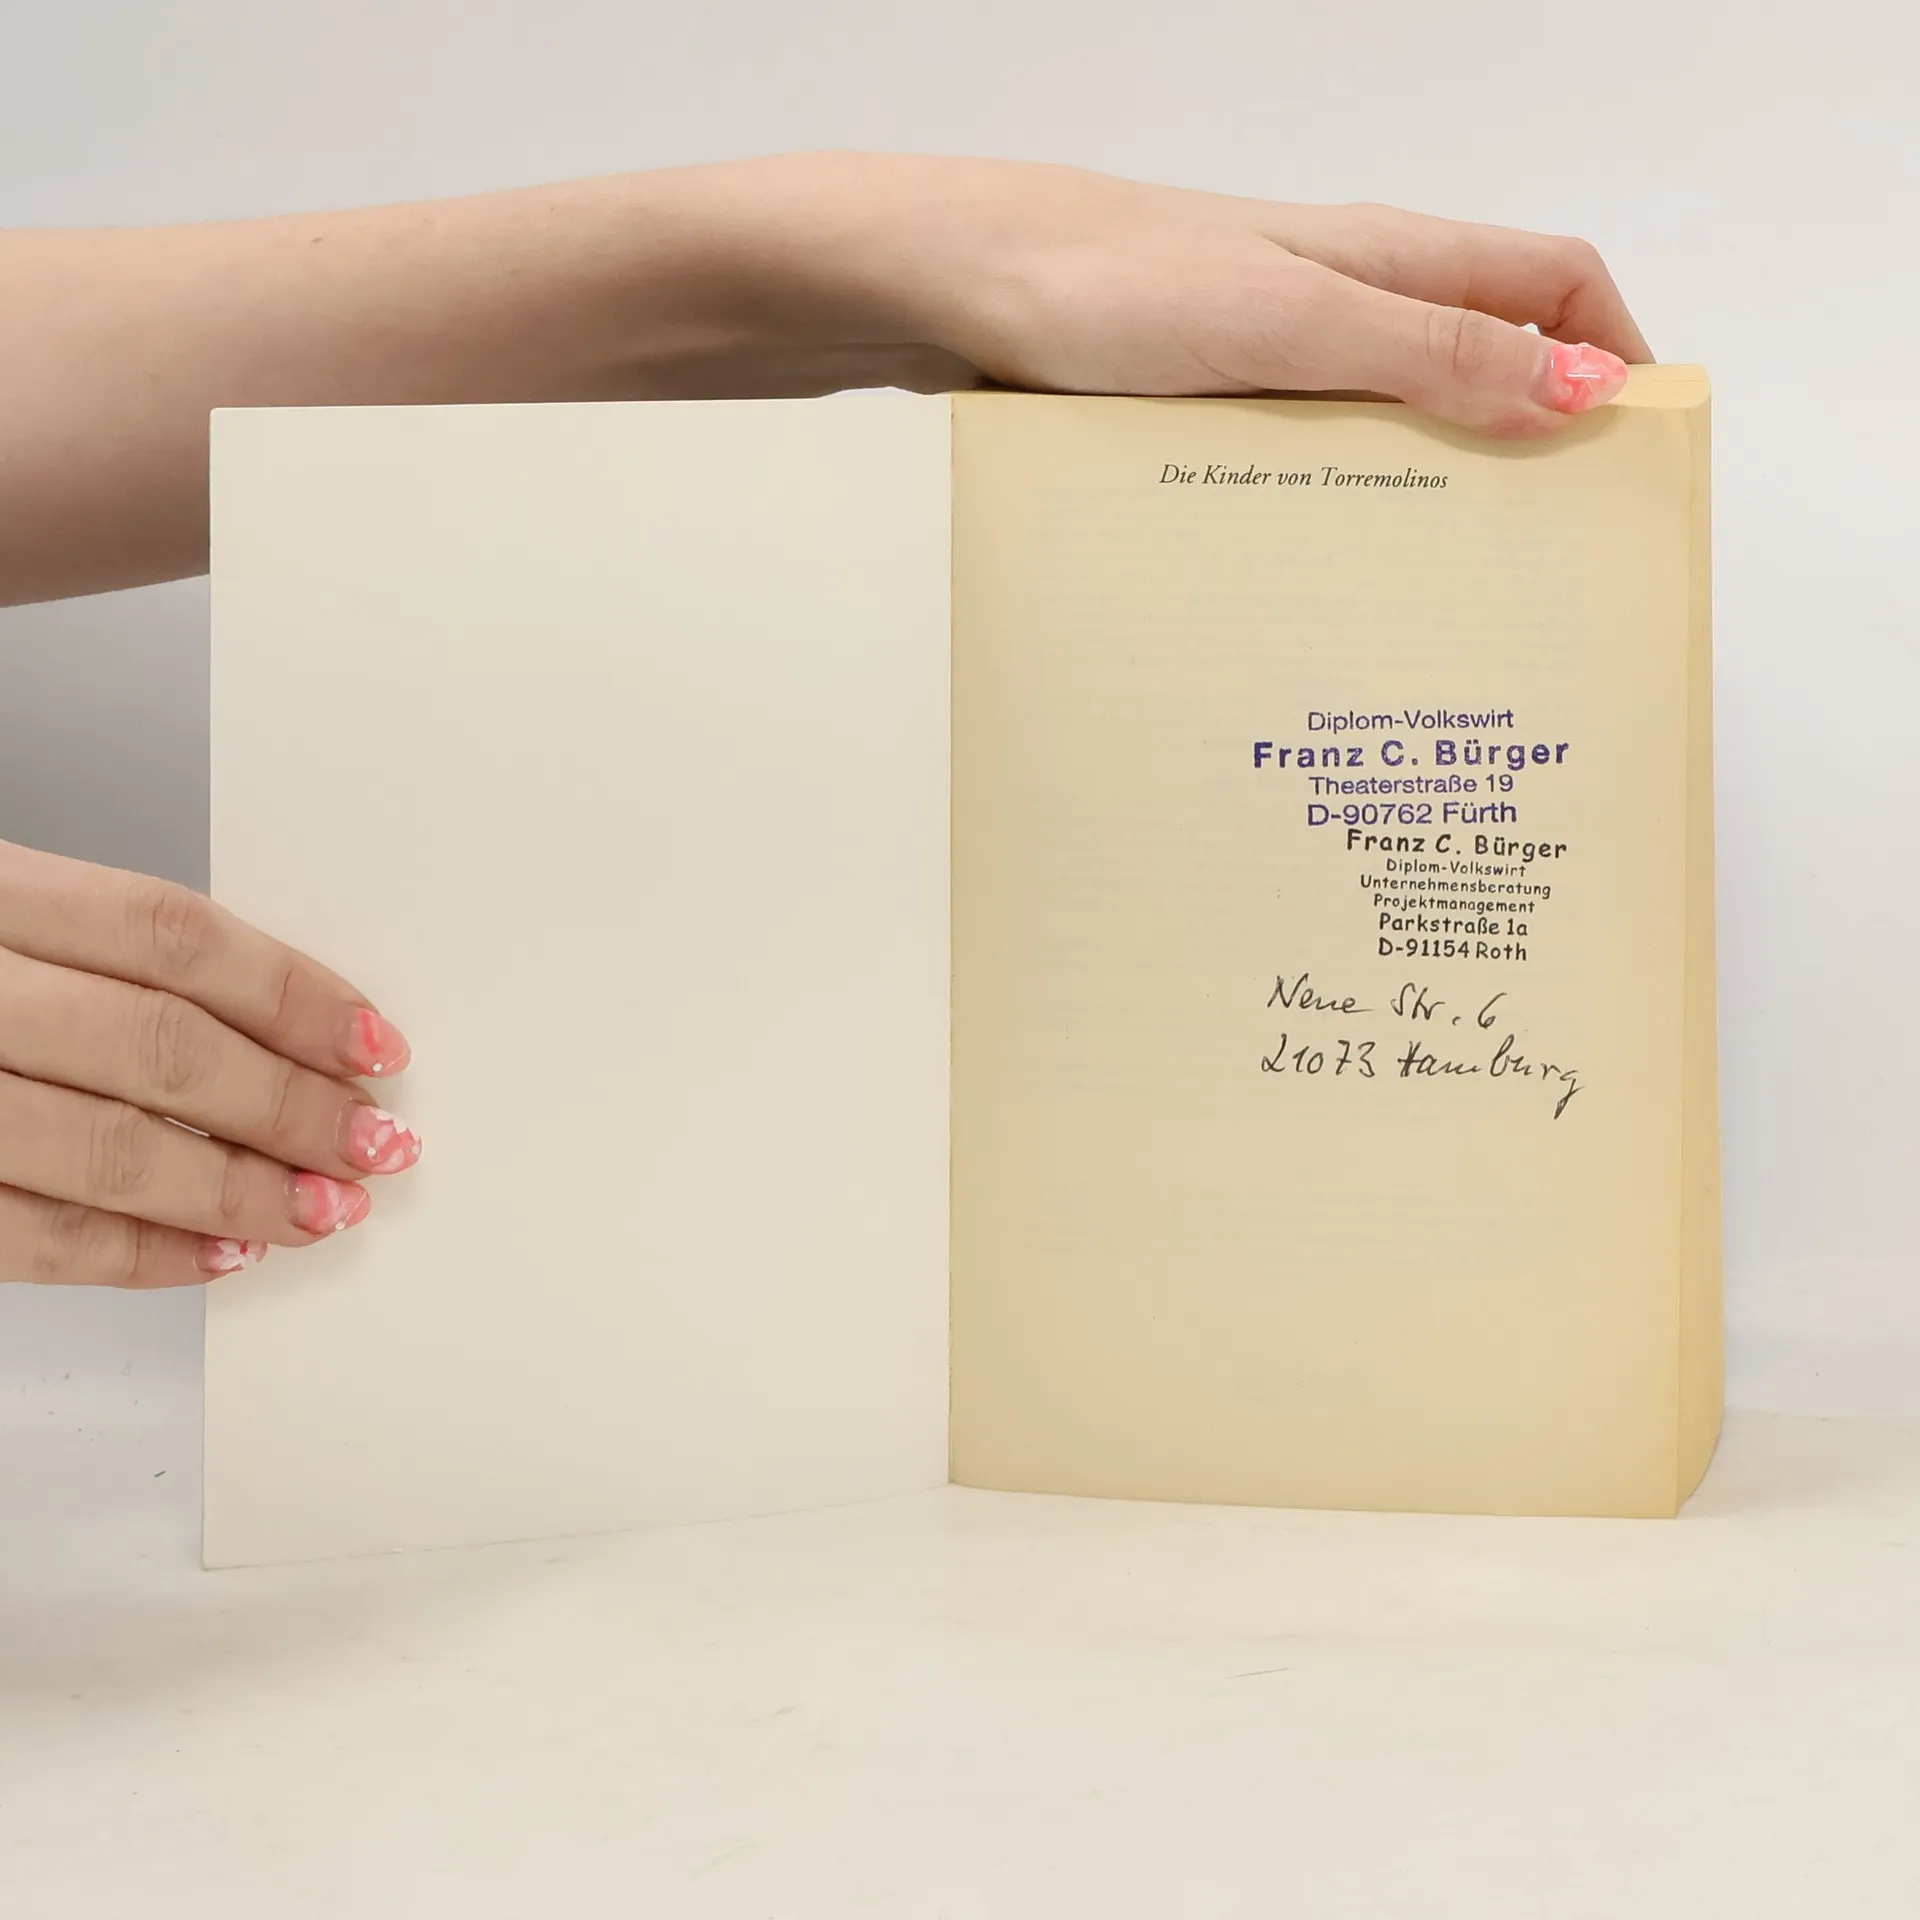 Die Kinder von Torremolinos
Diplom-Volkswirt
Franz C. Bürger
Theaterstraße 19
D-90762 Fürth
Franz C. Bürger
Diplom-Volkswirt
Unternehmensberatung
Projektmanagement
Parkstraße 1a
D-91154 Roth
Neue Str. 6
21073 Hamburg